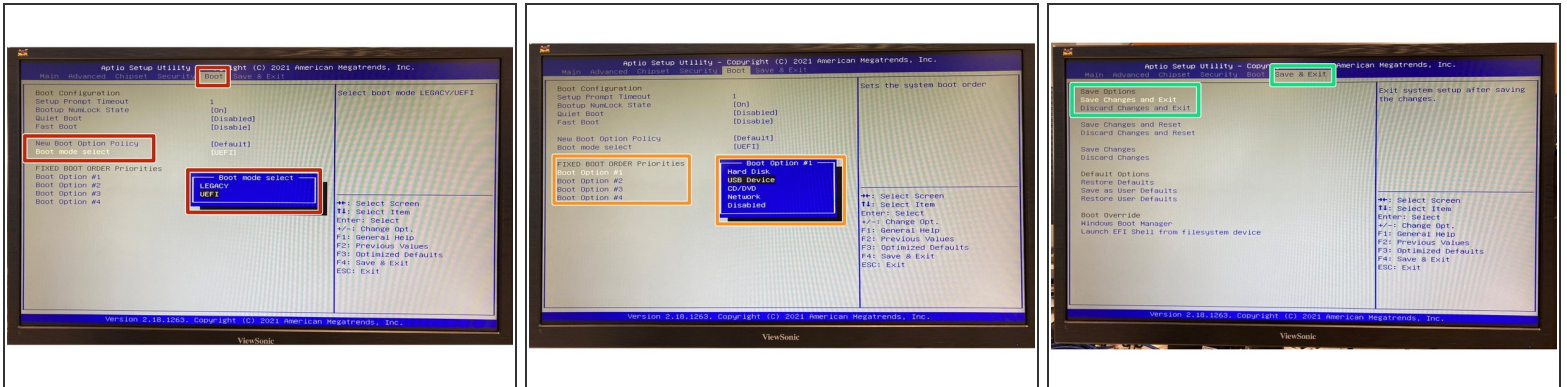 Aptio Setup Utility Copyright (C) 2021 American Megatrends, Inc.
Main Advanced Chipset Security Boot Save & Exit
Boot Configuration
Setup Prompt Timeout 1
Bootup NumLock State [On]
Quiet Boot [Disabled]
Fast Boot [Disable]
New Boot Option Policy [Default]
Boot mode select [UEFI]
FIXED BOOT ORDER Priorities
Boot Option #1
Boot Option #2
Boot Option #3
Boot Option #4
Boot mode select
LEGACY
UEFI
Select boot mode LEGACY/UEFI
→←: Select Screen
↑↓: Select Item
Enter: Select
+/-: Change Opt.
F1: General Help
F2: Previous Values
F3: Optimized Defaults
F4: Save & Exit
ESC: Exit
Version 2.18.1263. Copyright (C) 2021 American Megatrends, Inc.
ViewSonic
Aptio Setup Utility – Copyright (C) 2021 American Megatrends, Inc.
Main Advanced Chipset Security Boot Save & Exit
Boot Configuration
Setup Prompt Timeout 1
Bootup NumLock State [On]
Quiet Boot [Disabled]
Fast Boot [Disable]
New Boot Option Policy [Default]
Boot mode select [UEFI]
FIXED BOOT ORDER Priorities
Boot Option #1
Boot Option #2
Boot Option #3
Boot Option #4
Boot Option #1
Hard Disk
USB Device
CD/DVD
Network
Disabled
Sets the system boot order
→←: Select Screen
↑↓: Select Item
Enter: Select
+/-: Change Opt.
F1: General Help
F2: Previous Values
F3: Optimized Defaults
F4: Save & Exit
ESC: Exit
Version 2.18.1263. Copyright (C) 2021 American Megatrends, Inc.
ViewSonic
Aptio Setup Utility – American Megatrends, Inc.
Main Advanced Chipset Security Boot Save & Exit
Save Options
Save Changes and Exit
Discard Changes and Exit
Save Changes and Reset
Discard Changes and Reset
Save Changes
Discard Changes
Default Options
Restore Defaults
Save as User Defaults
Restore User Defaults
Boot Override
Windows Boot Manager
Launch EFI Shell from filesystem device
Exit system setup after saving
the changes.
→←: Select Screen
↑↓: Select Item
Enter: Select
+/-: Change Opt.
F1: General Help
F2: Previous Values
F3: Optimized Defaults
F4: Save & Exit
ESC: Exit
Version 2.18.1263. Copyright (C) 2021 American Megatrends, Inc.
ViewSonic